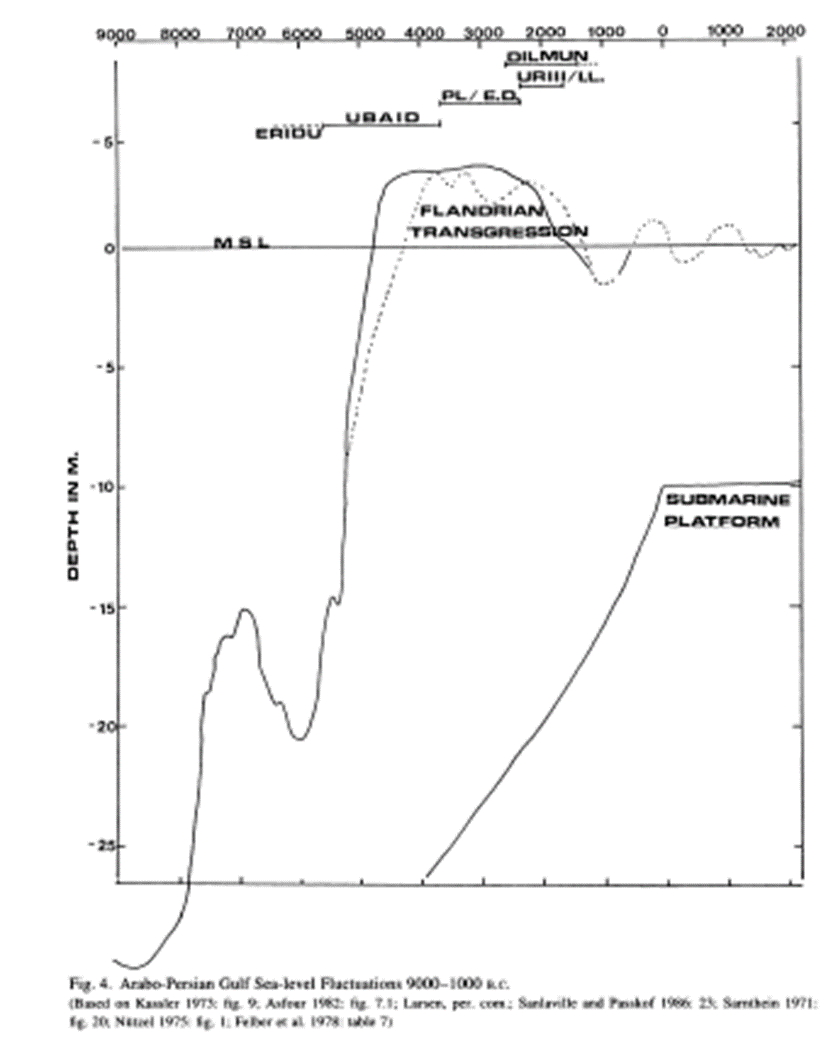 9000 8000 7000 6000 5000 4000 3000 2000 1000 0 1000 2000
DILMUN
URIII/I.L.
PL/E.D.
UBAID
ERIDU
-5
FLANDRIAN
TRANSGRESSION
MSL
0
-5
-10
SUBMARINE
PLATFORM
DEPTH IN M.
-15
-20
-25
Fig. 4. Arabo-Persian Gulf Sea-level Fluctuations 9000–1000 B.C.
(Based on Kassler 1973: fig. 9; Asfour 1982: fig. 7.1; Larsen, per. com.; Sanlaville and Passkof 1986: 23; Sarnthein 1971:
fig. 20; Nützel 1975: fig. 1; Felber et al. 1978: table 7)